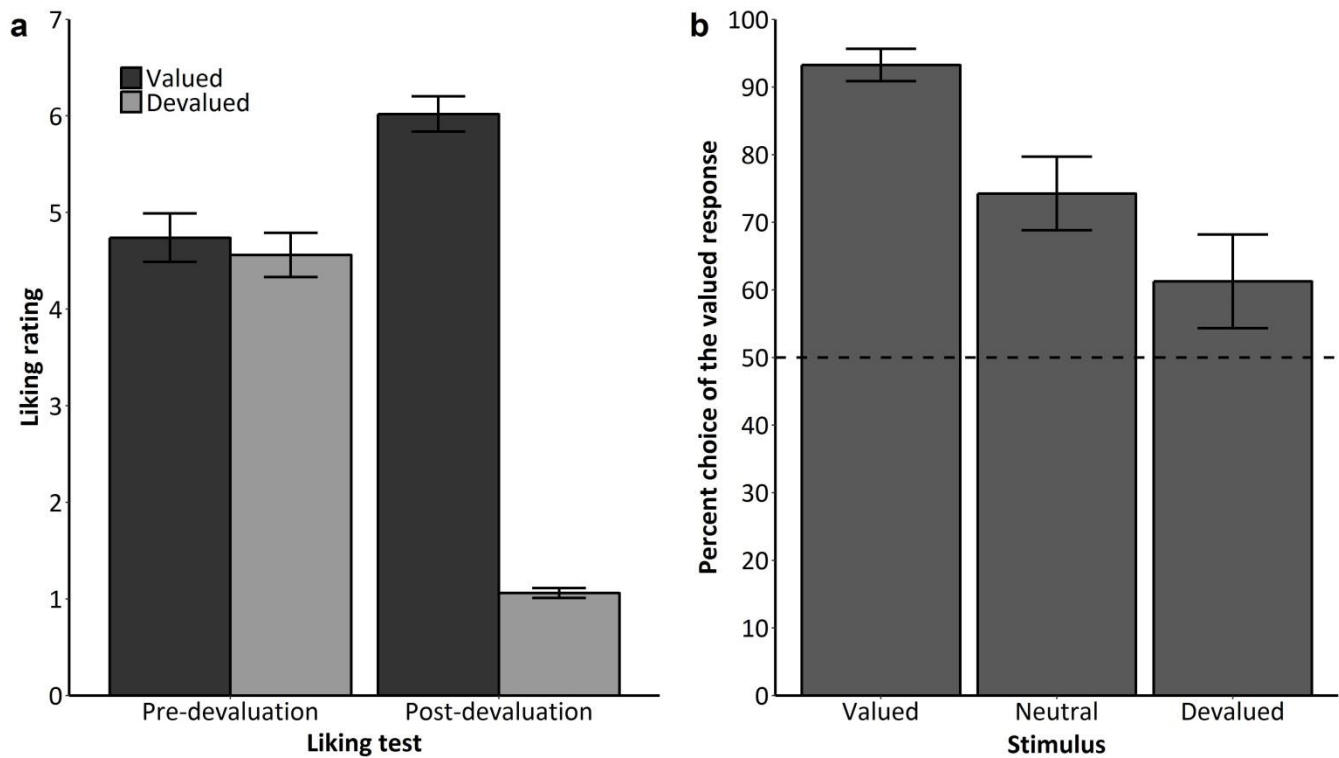 a
7
6
5
4
3
2
1
0
Liking rating
Valued
Devalued
Pre-devaluation
Post-devaluation
Liking test
b
100
90
80
70
60
50
40
30
20
10
0
Percent choice of the valued response
Valued
Neutral
Devalued
Stimulus